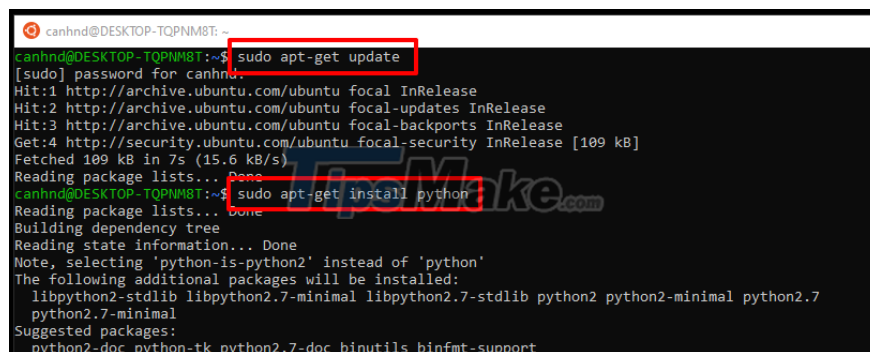 canhnd@DESKTOP-TQPNM8T: ~
canhnd@DESKTOP-TQPNM8T:~$ sudo apt-get update
[sudo] password for canhnd:
Hit:1 http://archive.ubuntu.com/ubuntu focal InRelease
Hit:2 http://archive.ubuntu.com/ubuntu focal-updates InRelease
Hit:3 http://archive.ubuntu.com/ubuntu focal-backports InRelease
Get:4 http://security.ubuntu.com/ubuntu focal-security InRelease [109 kB]
Fetched 109 kB in 7s (15.6 kB/s)
Reading package lists... Done
canhnd@DESKTOP-TQPNM8T:~$ sudo apt-get install python
TipsMake.com
Reading package lists... Done
Building dependency tree
Reading state information... Done
Note, selecting 'python-is-python2' instead of 'python'
The following additional packages will be installed:
  libpython2-stdlib libpython2.7-minimal libpython2.7-stdlib python2 python2-minimal python2.7
  python2.7-minimal
Suggested packages:
  python2-doc python-tk python2.7-doc binutils binfmt-support